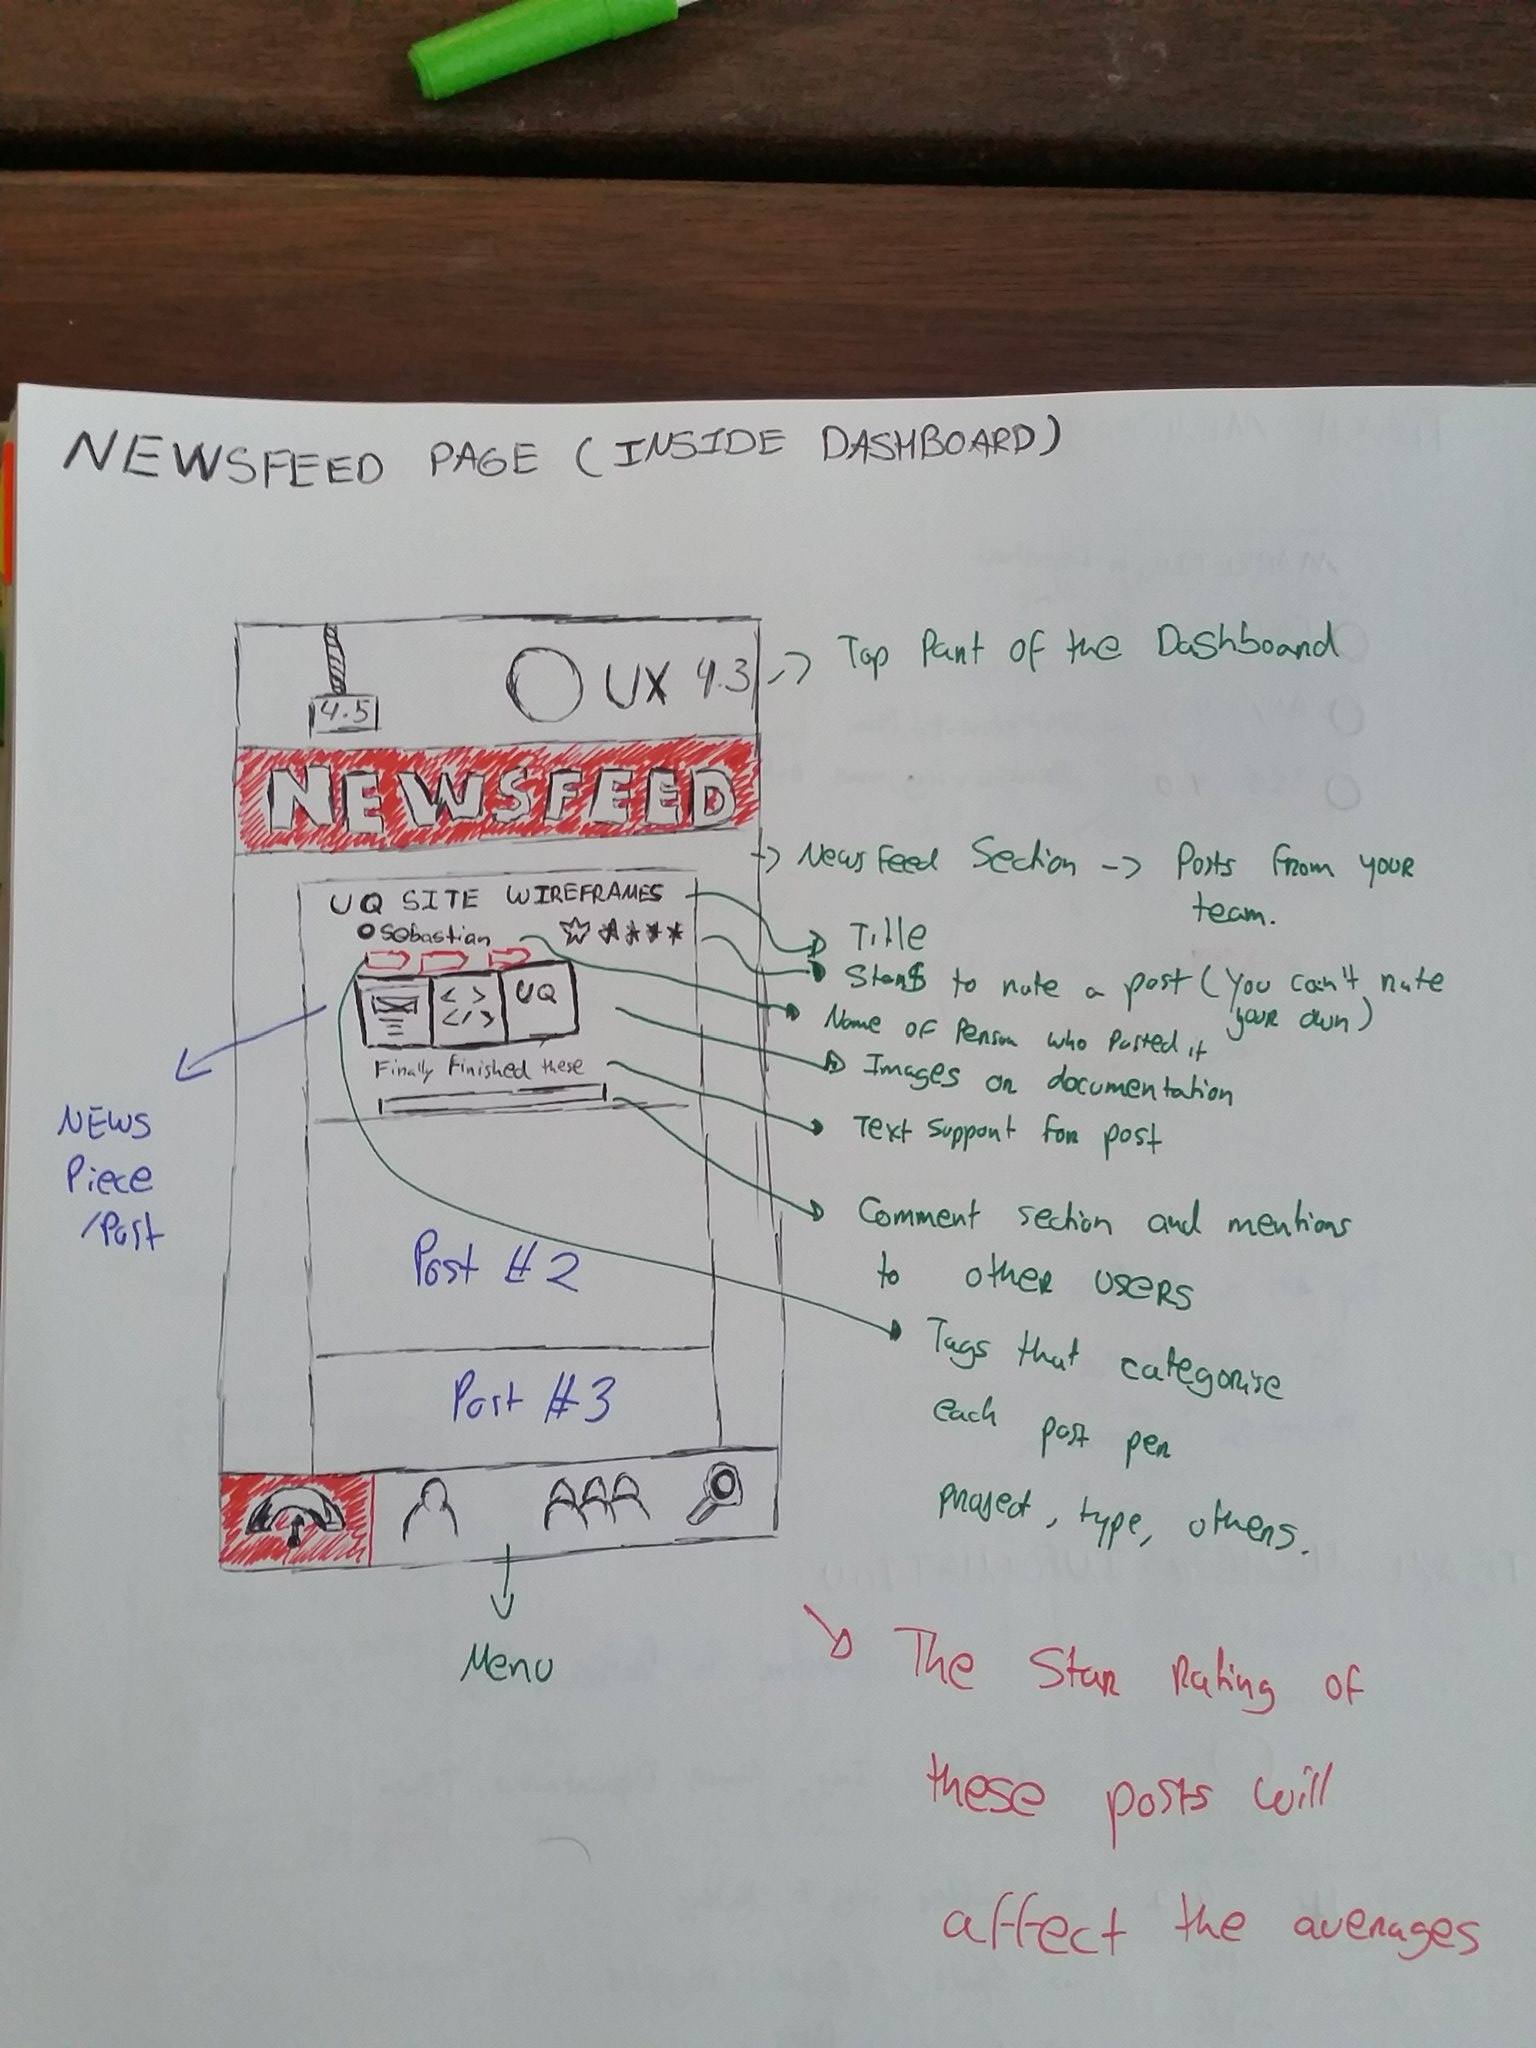 NEWSFEED PAGE (INSIDE DASHBOARD)
4.5
UX 4.3
-> Top Part of the Dashboard
NEWSFEED
-> NewsFeed Section -> Posts from your
team.
UQ SITE WIREFRAMES
Sebastian
< >
</>
UQ
Finally Finished these
Title
Stars to rate a post (You can't rate
your own)
Name of Person who Posted it
Images or documentation
Text support for post
Comment section and mentions
to other users
Tags that categorise
each post per
project, type, others.
NEWS
Piece
/Post
Post #2
Post #3
Menu
The Star Rating of
these posts will
affect the averages